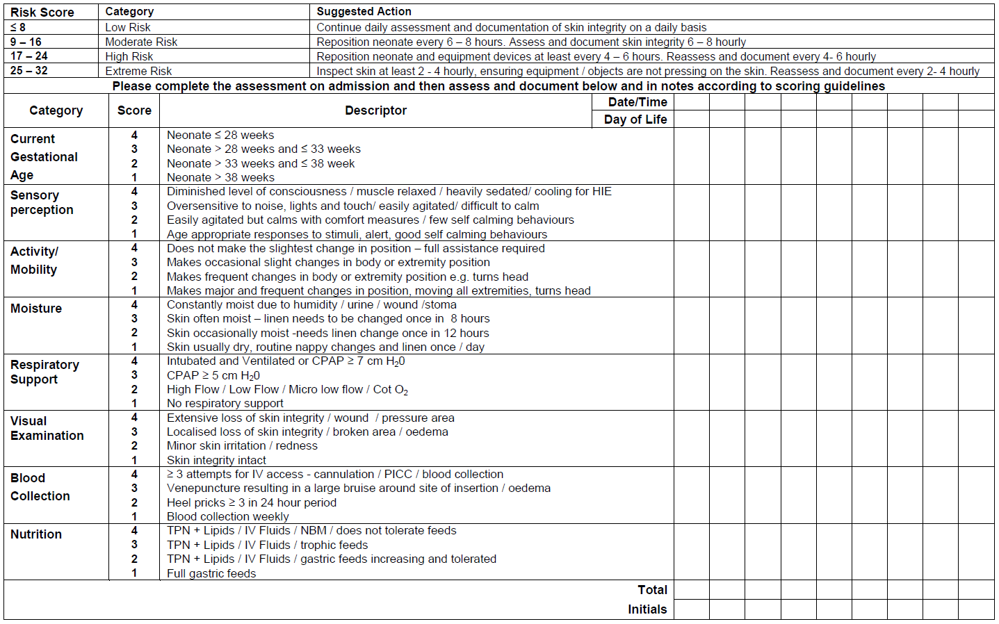 Risk Score Category Suggested Action
≤ 8 Low Risk Continue daily assessment and documentation of skin integrity on a daily basis
9 – 16 Moderate Risk Reposition neonate every 6 – 8 hours. Assess and document skin integrity 6 – 8 hourly
17 – 24 High Risk Reposition neonate and equipment devices at least every 4 – 6 hours. Reassess and document every 4- 6 hourly
25 – 32 Extreme Risk Inspect skin at least 2 - 4 hourly, ensuring equipment / objects are not pressing on the skin. Reassess and document every 2- 4 hourly
Please complete the assessment on admission and then assess and document below and in notes according to scoring guidelines
Category Score Descriptor Date/Time
Day of Life
Current Gestational Age
4 Neonate ≤ 28 weeks
3 Neonate > 28 weeks and ≤ 33 weeks
2 Neonate > 33 weeks and ≤ 38 week
1 Neonate > 38 weeks
Sensory perception
4 Diminished level of consciousness / muscle relaxed / heavily sedated/ cooling for HIE
3 Oversensitive to noise, lights and touch/ easily agitated/ difficult to calm
2 Easily agitated but calms with comfort measures / few self calming behaviours
1 Age appropriate responses to stimuli, alert, good self calming behaviours
Activity/ Mobility
4 Does not make the slightest change in position – full assistance required
3 Makes occasional slight changes in body or extremity position
2 Makes frequent changes in body or extremity position e.g. turns head
1 Makes major and frequent changes in position, moving all extremities, turns head
Moisture
4 Constantly moist due to humidity / urine / wound /stoma
3 Skin often moist – linen needs to be changed once in 8 hours
2 Skin occasionally moist -needs linen change once in 12 hours
1 Skin usually dry, routine nappy changes and linen once / day
Respiratory Support
4 Intubated and Ventilated or CPAP ≥ 7 cm H₂0
3 CPAP ≥ 5 cm H₂0
2 High Flow / Low Flow / Micro low flow / Cot O₂
1 No respiratory support
Visual Examination
4 Extensive loss of skin integrity / wound / pressure area
3 Localised loss of skin integrity / broken area / oedema
2 Minor skin irritation / redness
1 Skin integrity intact
Blood Collection
4 ≥ 3 attempts for IV access - cannulation / PICC / blood collection
3 Venepuncture resulting in a large bruise around site of insertion / oedema
2 Heel pricks ≥ 3 in 24 hour period
1 Blood collection weekly
Nutrition
4 TPN + Lipids / IV Fluids / NBM / does not tolerate feeds
3 TPN + Lipids / IV Fluids / trophic feeds
2 TPN + Lipids / IV Fluids / gastric feeds increasing and tolerated
1 Full gastric feeds
Total
Initials